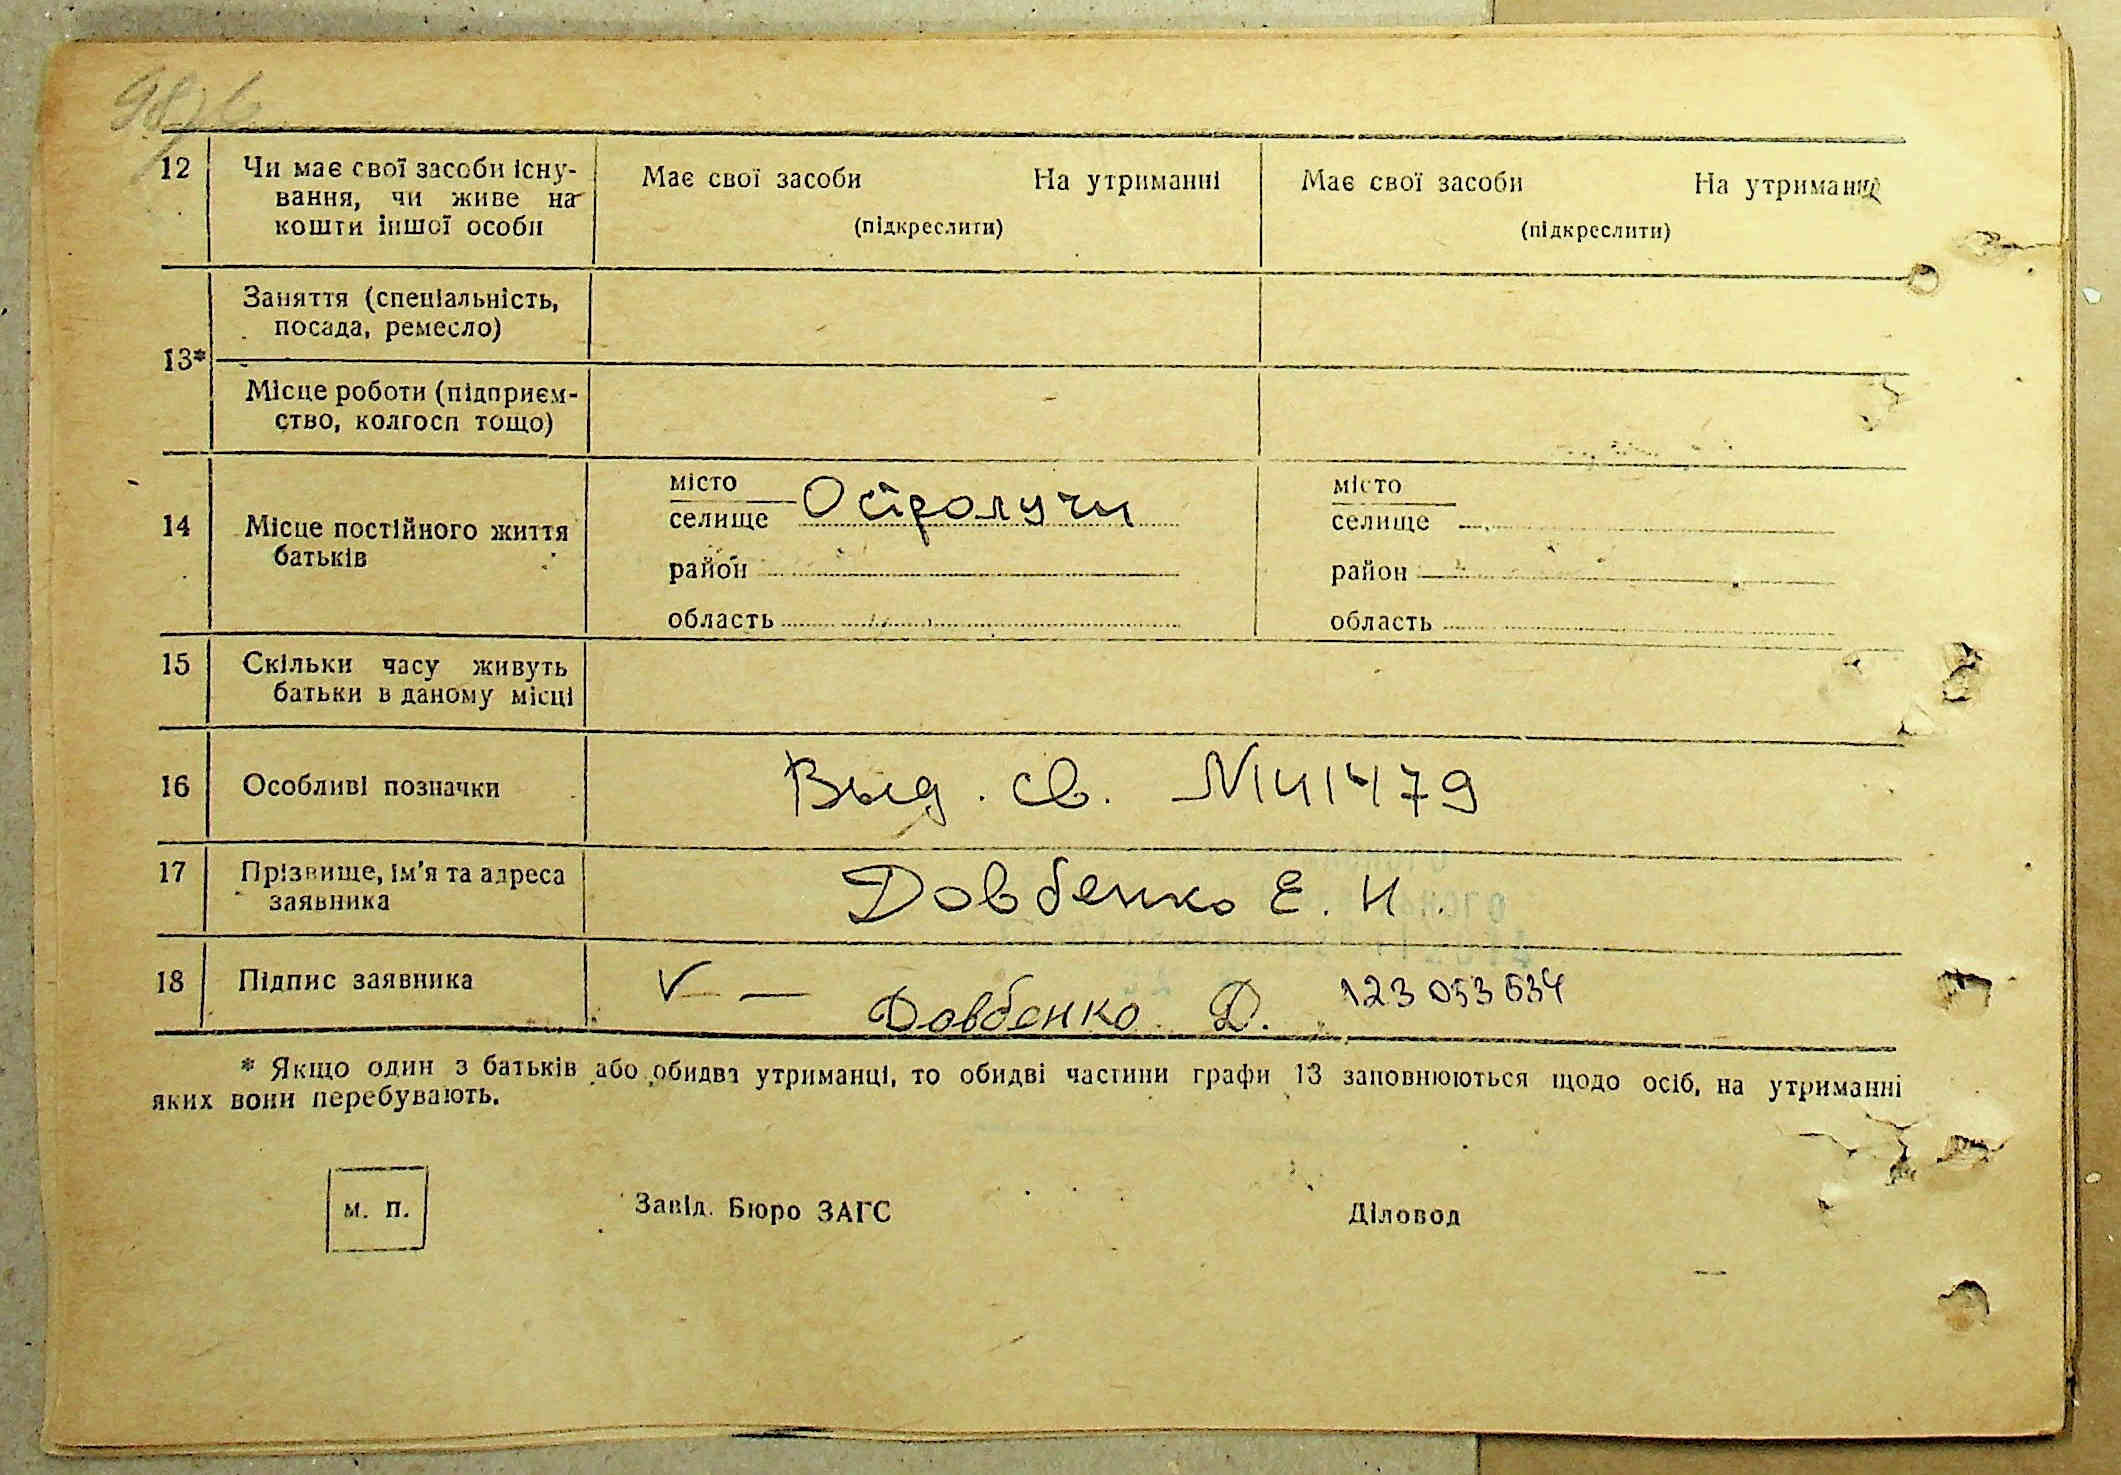 12 Чи має свої засоби існу-
вання, чи живе на
кошти іншої особи
Має свої засоби На утриманні
(підкреслити)
Має свої засоби На утриманні
(підкреслити)
13*
Заняття (спеціальність,
посада, ремесло)
Місце роботи (підприєм-
ство, колгосп тощо)
14 Місце постійного життя
батьків
місто
селище Остролучи
район
область
місто
селище
район
область
15 Скільки часу живуть
батьки в даному місці
16 Особливі позначки Выд. св. №141479
17 Прізвище, ім'я та адреса
заявника
Довбенко Е. И.
18 Підпис заявника V — Довбенко Д. 123 053 634
* Якщо один з батьків або обидва утриманці, то обидві частини графи 13 заповнюються щодо осіб, на утриманні
яких вони перебувають.
м. п. Завід. Бюро ЗАГС Діловод